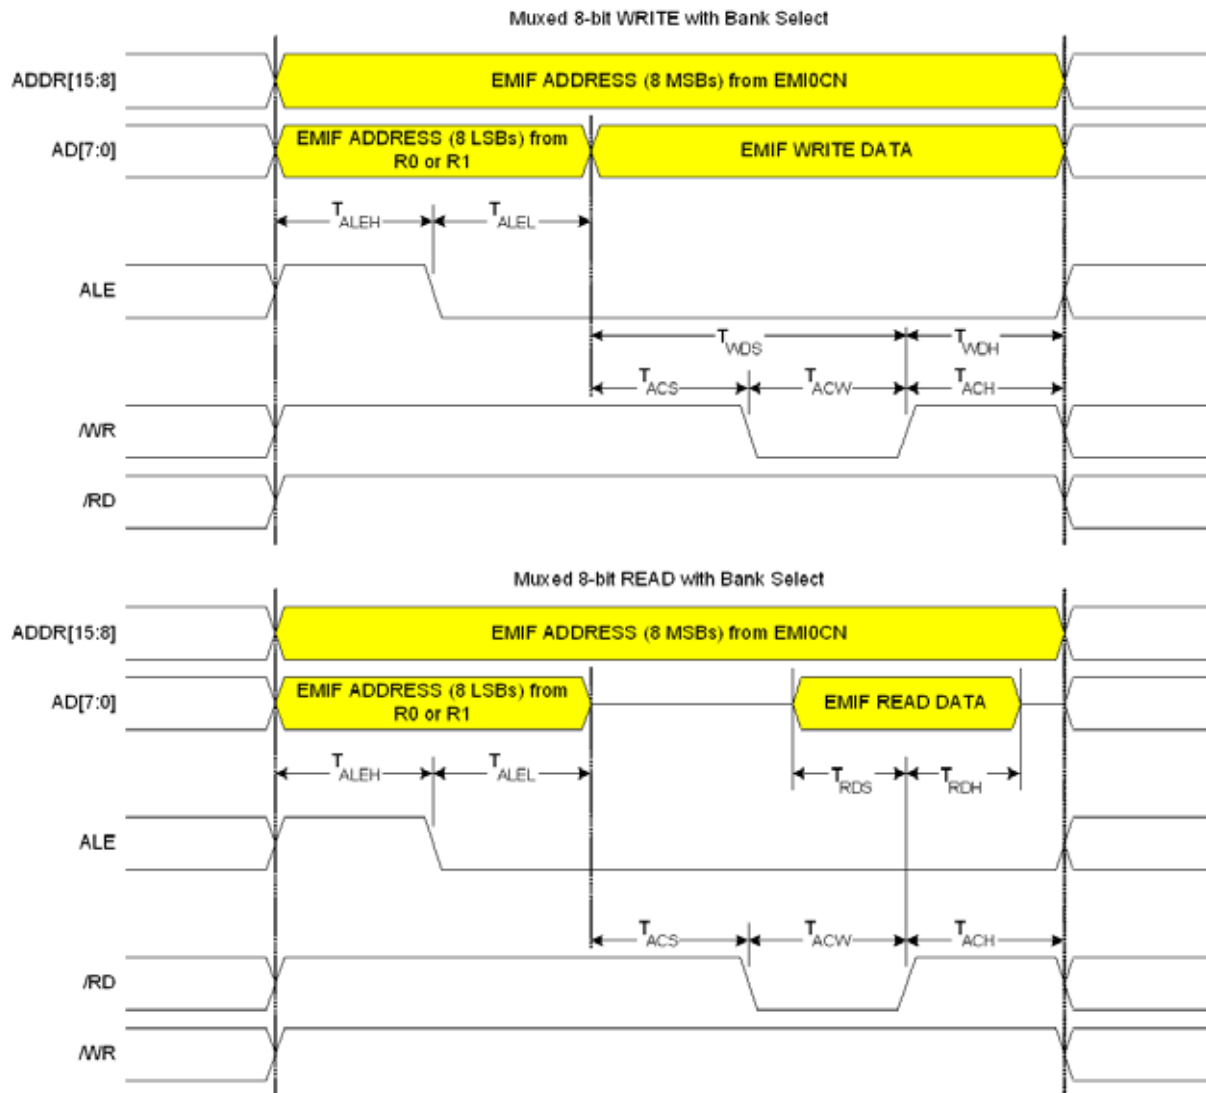 Muxed 8-bit WRITE with Bank Select
ADDR[15:8]
EMIF ADDRESS (8 MSBs) from EMI0CN
AD[7:0]
EMIF ADDRESS (8 LSBs) from
R0 or R1
EMIF WRITE DATA
TALEH
TALEL
ALE
TWDS
TWDH
TACS
TACW
TACH
/WR
/RD
Muxed 8-bit READ with Bank Select
ADDR[15:8]
EMIF ADDRESS (8 MSBs) from EMI0CN
AD[7:0]
EMIF ADDRESS (8 LSBs) from
R0 or R1
EMIF READ DATA
TALEH
TALEL
TRDS
TRDH
ALE
TACS
TACW
TACH
/RD
/WR